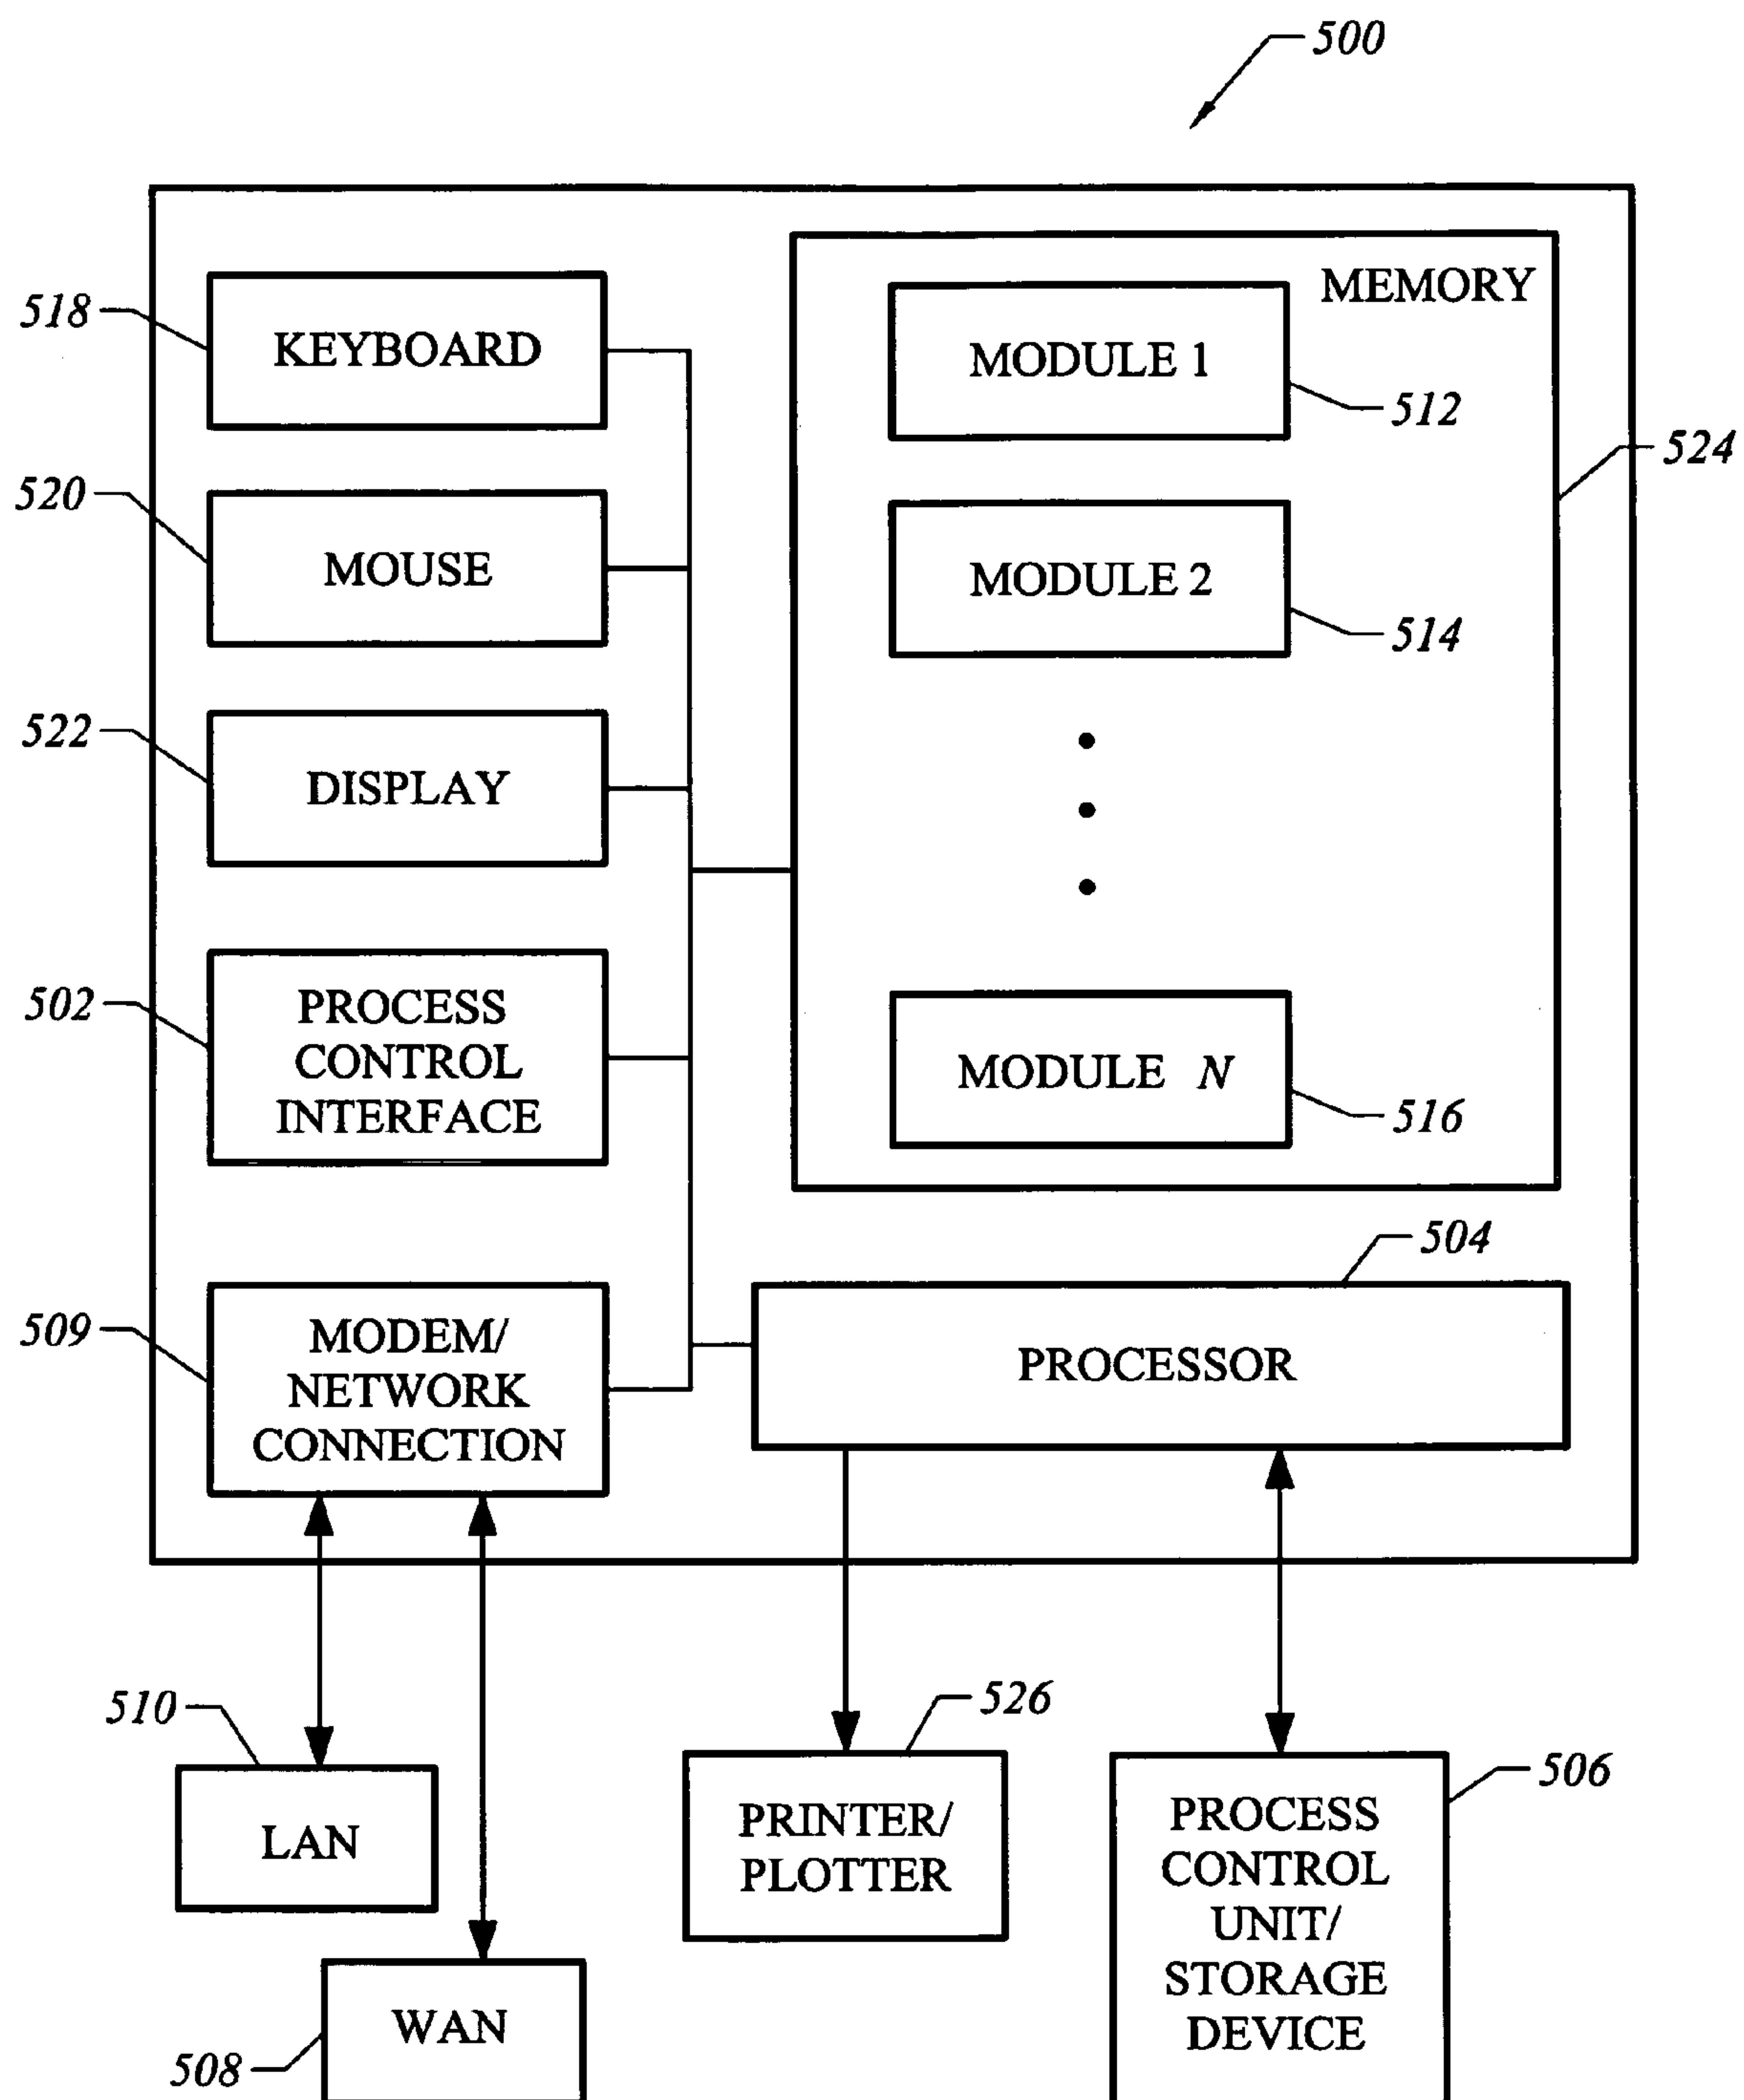 500
518
KEYBOARD
MEMORY
MODULE 1
512
524
520
MOUSE
MODULE 2
514
522
DISPLAY
502
PROCESS
CONTROL
INTERFACE
MODULE N
516
504
509
MODEM/
NETWORK
CONNECTION
PROCESSOR
510
LAN
526
PRINTER/
PLOTTER
506
PROCESS
CONTROL
UNIT/
STORAGE
DEVICE
WAN
508